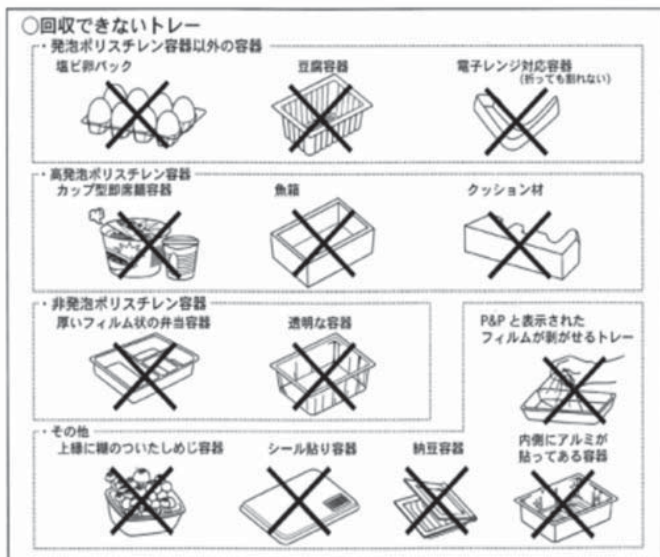 ○回収できないトレー
・発泡ポリスチレン容器以外の容器
塩ビ卵パック
豆腐容器
電子レンジ対応容器
(折っても割れない)
・高発泡ポリスチレン容器
カップ型即席麺容器
魚箱
クッション材
・非発泡ポリスチレン容器
厚いフィルム状の弁当容器
透明な容器
P&Pと表示された
フィルムが剥がせるトレー
・その他
上縁に糊のついたしめじ容器
シール貼り容器
納豆容器
内側にアルミが
貼ってある容器